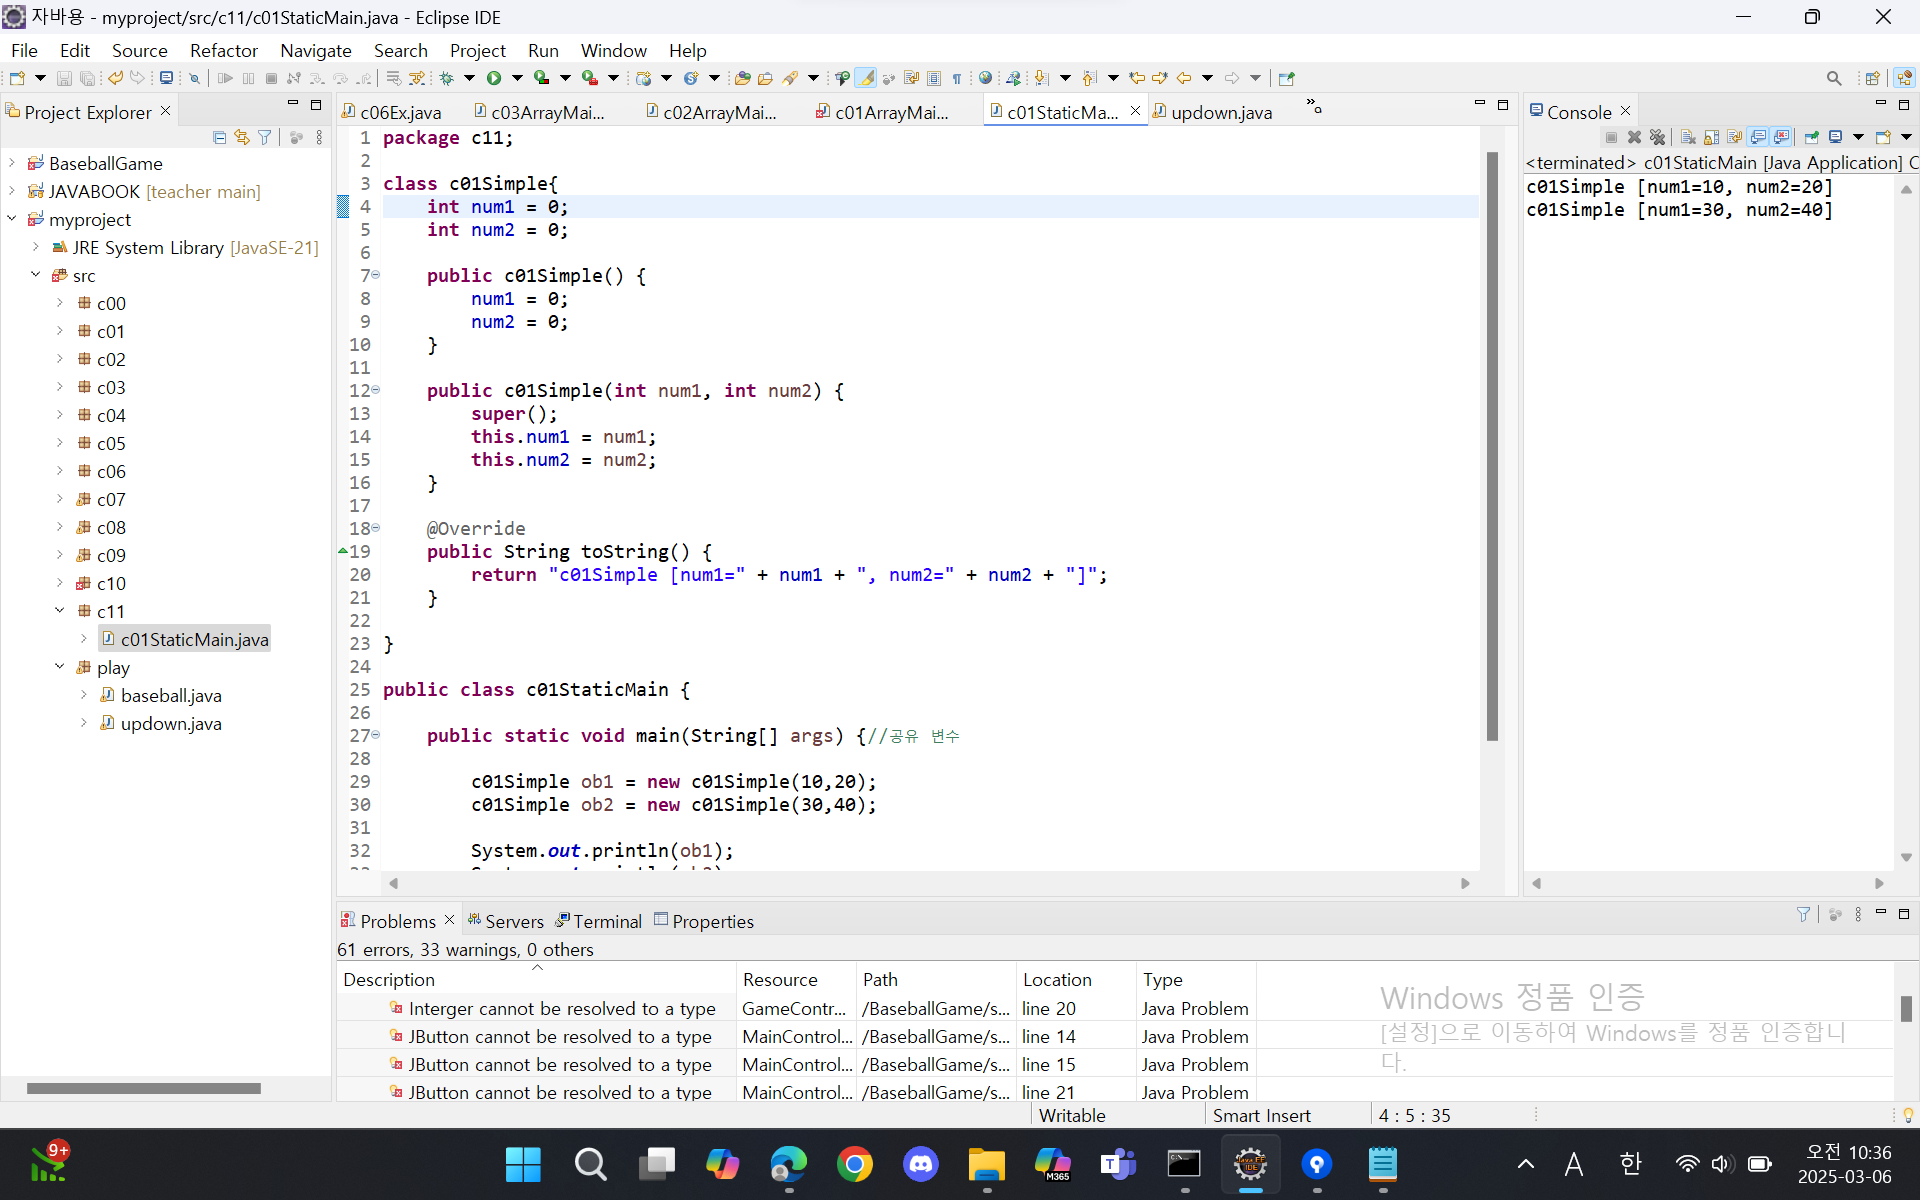 자바용 - myproject/src/c11/c01StaticMain.java - Eclipse IDE
File Edit Source Refactor Navigate Search Project Run Window Help
Project Explorer
BaseballGame
JAVABOOK [teacher main]
myproject
JRE System Library [JavaSE-21]
src
c00
c01
c02
c03
c04
c05
c06
c07
c08
c09
c10
c11
c01StaticMain.java
play
baseball.java
updown.java
c06Ex.java c03ArrayMai... c02ArrayMai... c01ArrayMai... c01StaticMa... updown.java
1 package c11;
2
3 class c01Simple{
4 int num1 = 0;
5 int num2 = 0;
6
7 public c01Simple() {
8 num1 = 0;
9 num2 = 0;
10 }
11
12 public c01Simple(int num1, int num2) {
13 super();
14 this.num1 = num1;
15 this.num2 = num2;
16 }
17
18 @Override
19 public String toString() {
20 return "c01Simple [num1=" + num1 + ", num2=" + num2 + "]";
21 }
22
23 }
24
25 public class c01StaticMain {
26
27 public static void main(String[] args) {//공유 변수
28
29 c01Simple ob1 = new c01Simple(10,20);
30 c01Simple ob2 = new c01Simple(30,40);
31
32 System.out.println(ob1);
Console
<terminated> c01StaticMain [Java Application] C
c01Simple [num1=10, num2=20]
c01Simple [num1=30, num2=40]
Problems Servers Terminal Properties
61 errors, 33 warnings, 0 others
Description Resource Path Location Type
Interger cannot be resolved to a type GameContr... /BaseballGame/s... line 20 Java Problem
JButton cannot be resolved to a type MainControl... /BaseballGame/s... line 14 Java Problem
JButton cannot be resolved to a type MainControl... /BaseballGame/s... line 15 Java Problem
JButton cannot be resolved to a type MainControl... /BaseballGame/s... line 21 Java Problem
Windows 정품 인증
[설정]으로 이동하여 Windows를 정품 인증합니
다.
Writable Smart Insert 4 : 5 : 35
9+
M365
A 한
오전 10:36
2025-03-06